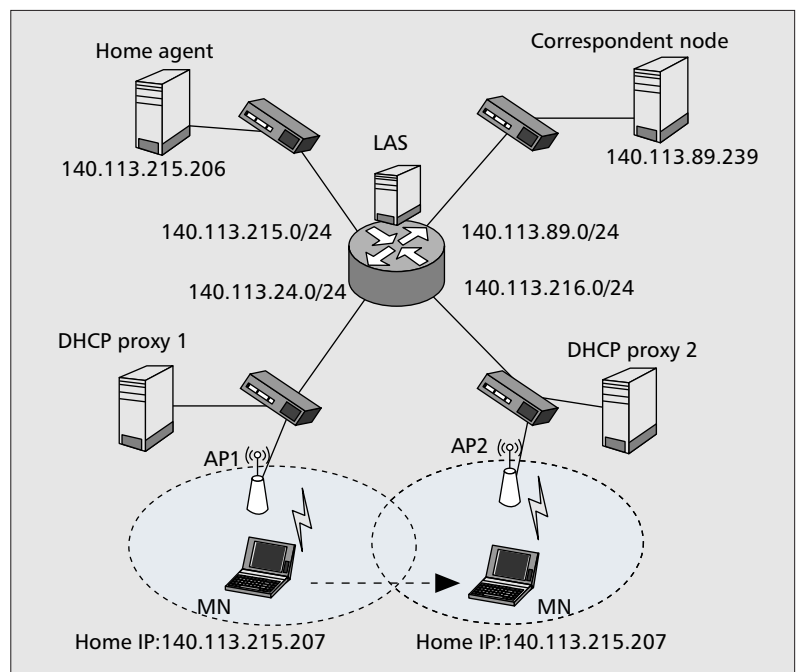 Home agent
Correspondent node
LAS
140.113.215.206
140.113.89.239
140.113.215.0/24
140.113.89.0/24
140.113.24.0/24
140.113.216.0/24
DHCP proxy 1
DHCP proxy 2
AP1
AP2
MN
MN
Home IP:140.113.215.207
Home IP:140.113.215.207